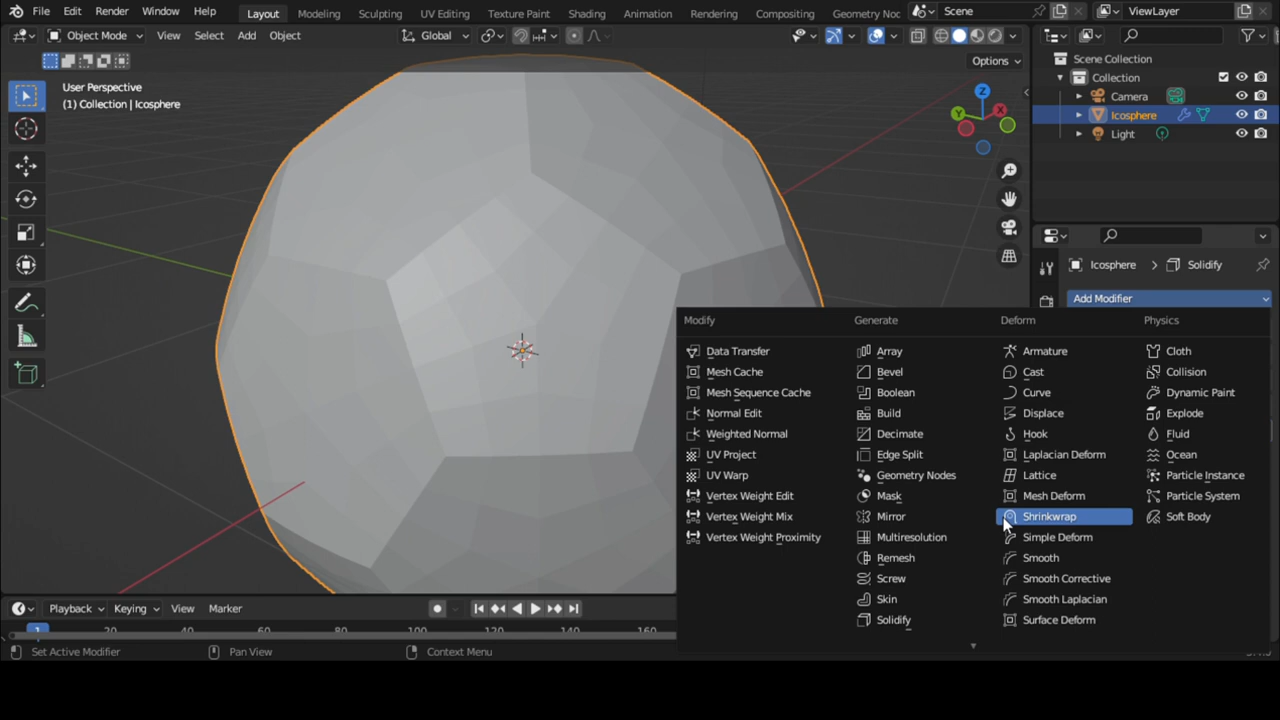 File Edit Render Window Help Layout Modeling Sculpting UV Editing Texture Paint Shading Animation Rendering Compositing Geometry Noc Scene ViewLayer
Object Mode View Select Add Object Global
Options
User Perspective
(1) Collection | Icosphere
Z
Y
X
Scene Collection
Collection
Camera
Icosphere
Light
Icosphere > Solidify
Add Modifier
Modify Generate Deform Physics
Data Transfer Array Armature Cloth
Mesh Cache Bevel Cast Collision
Mesh Sequence Cache Boolean Curve Dynamic Paint
Normal Edit Build Displace Explode
Weighted Normal Decimate Hook Fluid
UV Project Edge Split Laplacian Deform Ocean
UV Warp Geometry Nodes Lattice Particle Instance
Vertex Weight Edit Mask Mesh Deform Particle System
Vertex Weight Mix Mirror Shrinkwrap Soft Body
Vertex Weight Proximity Multiresolution Simple Deform
Remesh Smooth
Screw Smooth Corrective
Skin Smooth Laplacian
Solidify Surface Deform
Playback Keying View Marker
1 20 40 60 80 100 120 140 160
Set Active Modifier Pan View Context Menu